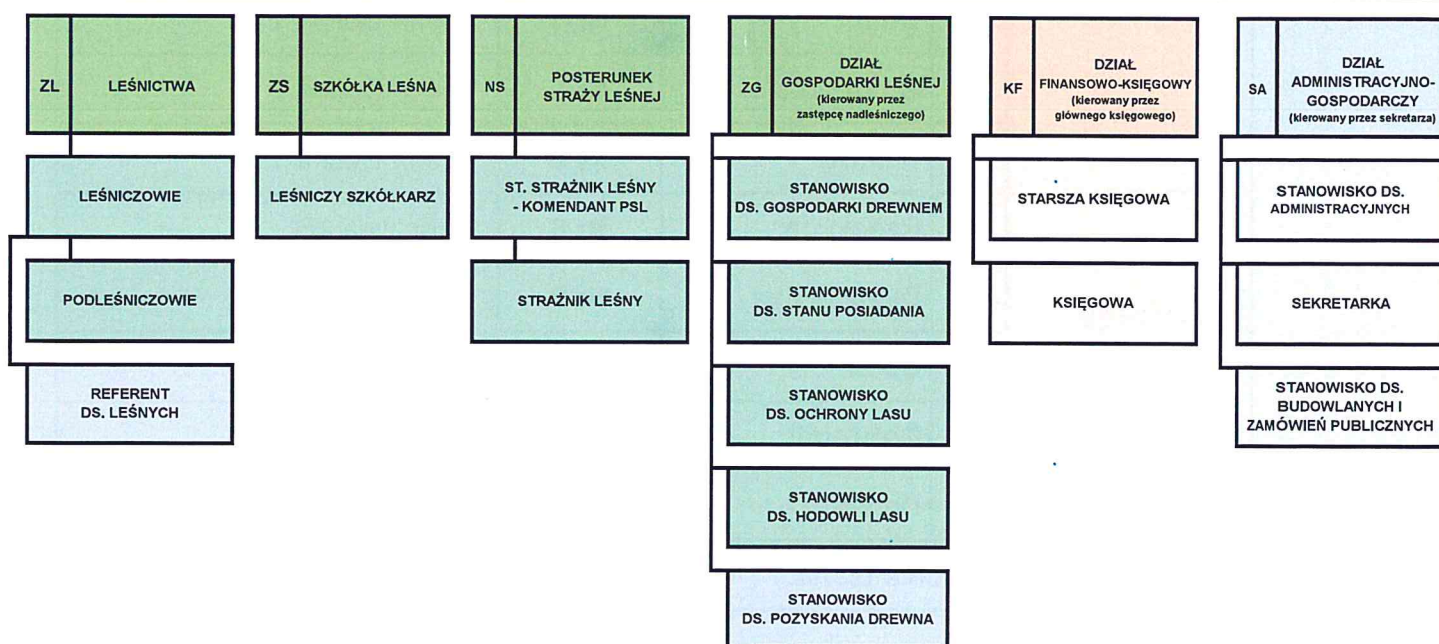 ZL
LEŚNICTWA
LEŚNICZOWIE
PODLEŚNICZOWIE
REFERENT
DS. LEŚNYCH
ZS
SZKÓŁKA LEŚNA
LEŚNICZY SZKÓŁKARZ
NS
POSTERUNEK
STRAŻY LEŚNEJ
ST. STRAŻNIK LEŚNY
- KOMENDANT PSL
STRAŻNIK LEŚNY
ZG
DZIAŁ
GOSPODARKI LEŚNEJ
(kierowany przez
zastępcę nadleśniczego)
STANOWISKO
DS. GOSPODARKI DREWNEM
STANOWISKO
DS. STANU POSIADANIA
STANOWISKO
DS. OCHRONY LASU
STANOWISKO
DS. HODOWLI LASU
STANOWISKO
DS. POZYSKANIA DREWNA
KF
DZIAŁ
FINANSOWO-KSIĘGOWY
(kierowany przez
głównego księgowego)
STARSZA KSIĘGOWA
KSIĘGOWA
SA
DZIAŁ
ADMINISTRACYJNO-
GOSPODARCZY
(kierowany przez sekretarza)
STANOWISKO DS.
ADMINISTRACYJNYCH
SEKRETARKA
STANOWISKO DS.
BUDOWLANYCH I
ZAMÓWIEŃ PUBLICZNYCH